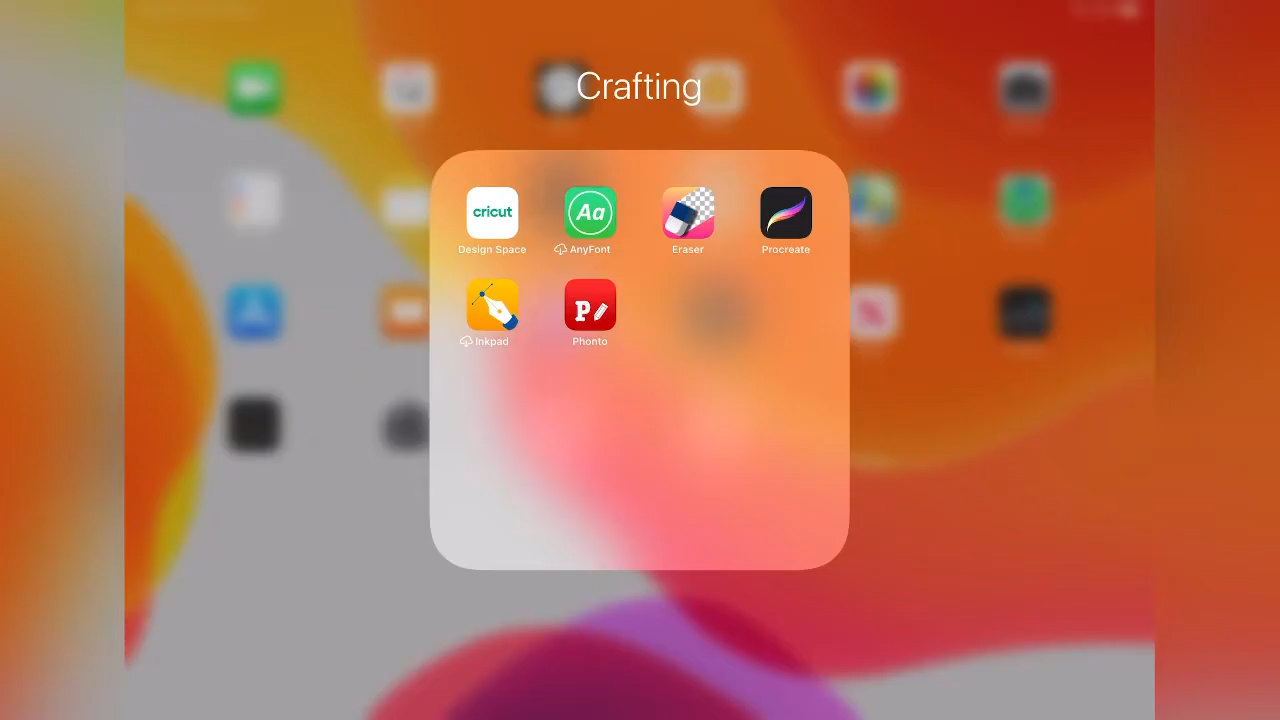 Crafting
cricut
Aa
Design Space
AnyFont
Eraser
Procreate
P
Inkpad
Phonto